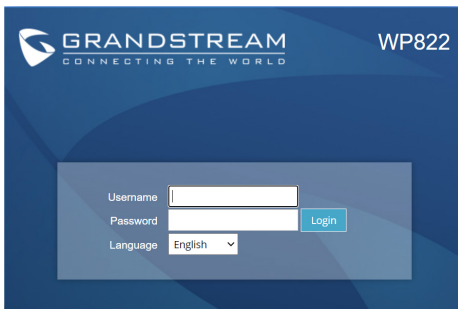 GRANDSTREAM
CONNECTING THE WORLD
WP822
Username
Password
Login
Language
English